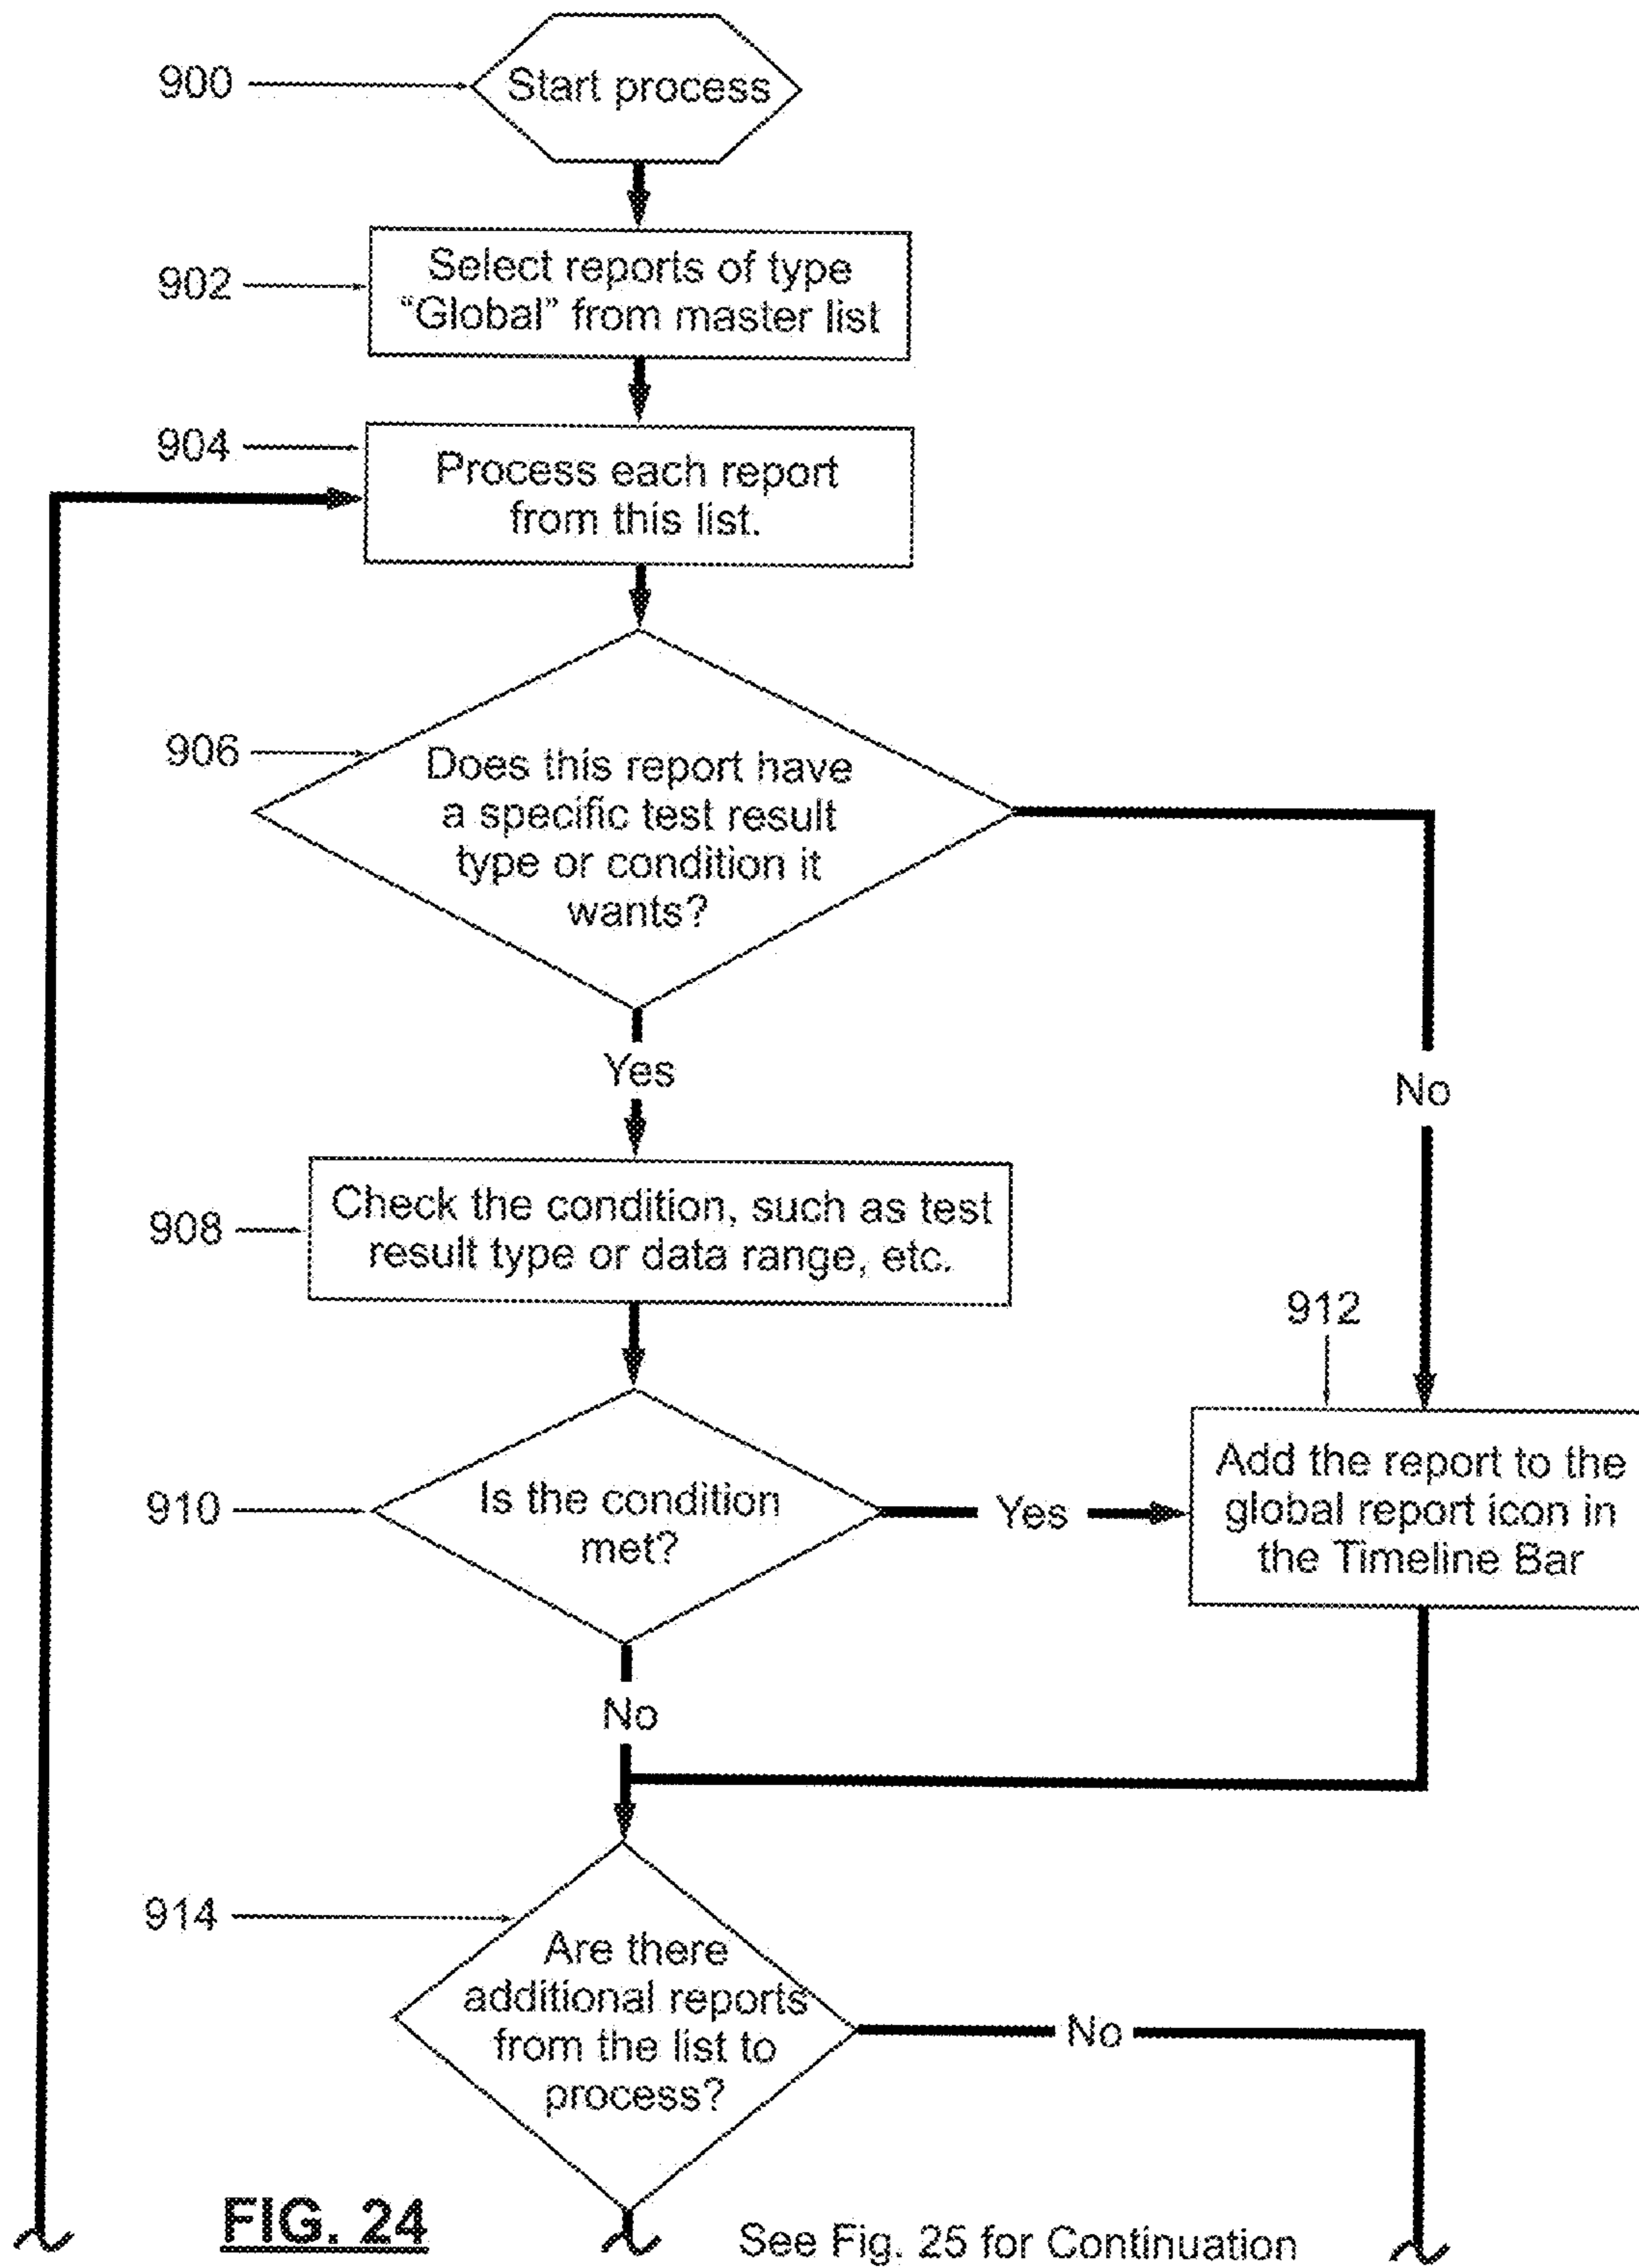 900
Start process
902
Select reports of type
“Global” from master list
904
Process each report
from this list.
906
Does this report have
a specific test result
type or condition it
wants?
Yes
No
908
Check the condition, such as test
result type or data range, etc.
912
910
Is the condition
met?
Yes
Add the report to the
global report icon in
the Timeline Bar
No
914
Are there
additional reports
from the list to
process?
No
FIG. 24
See Fig. 25 for Continuation